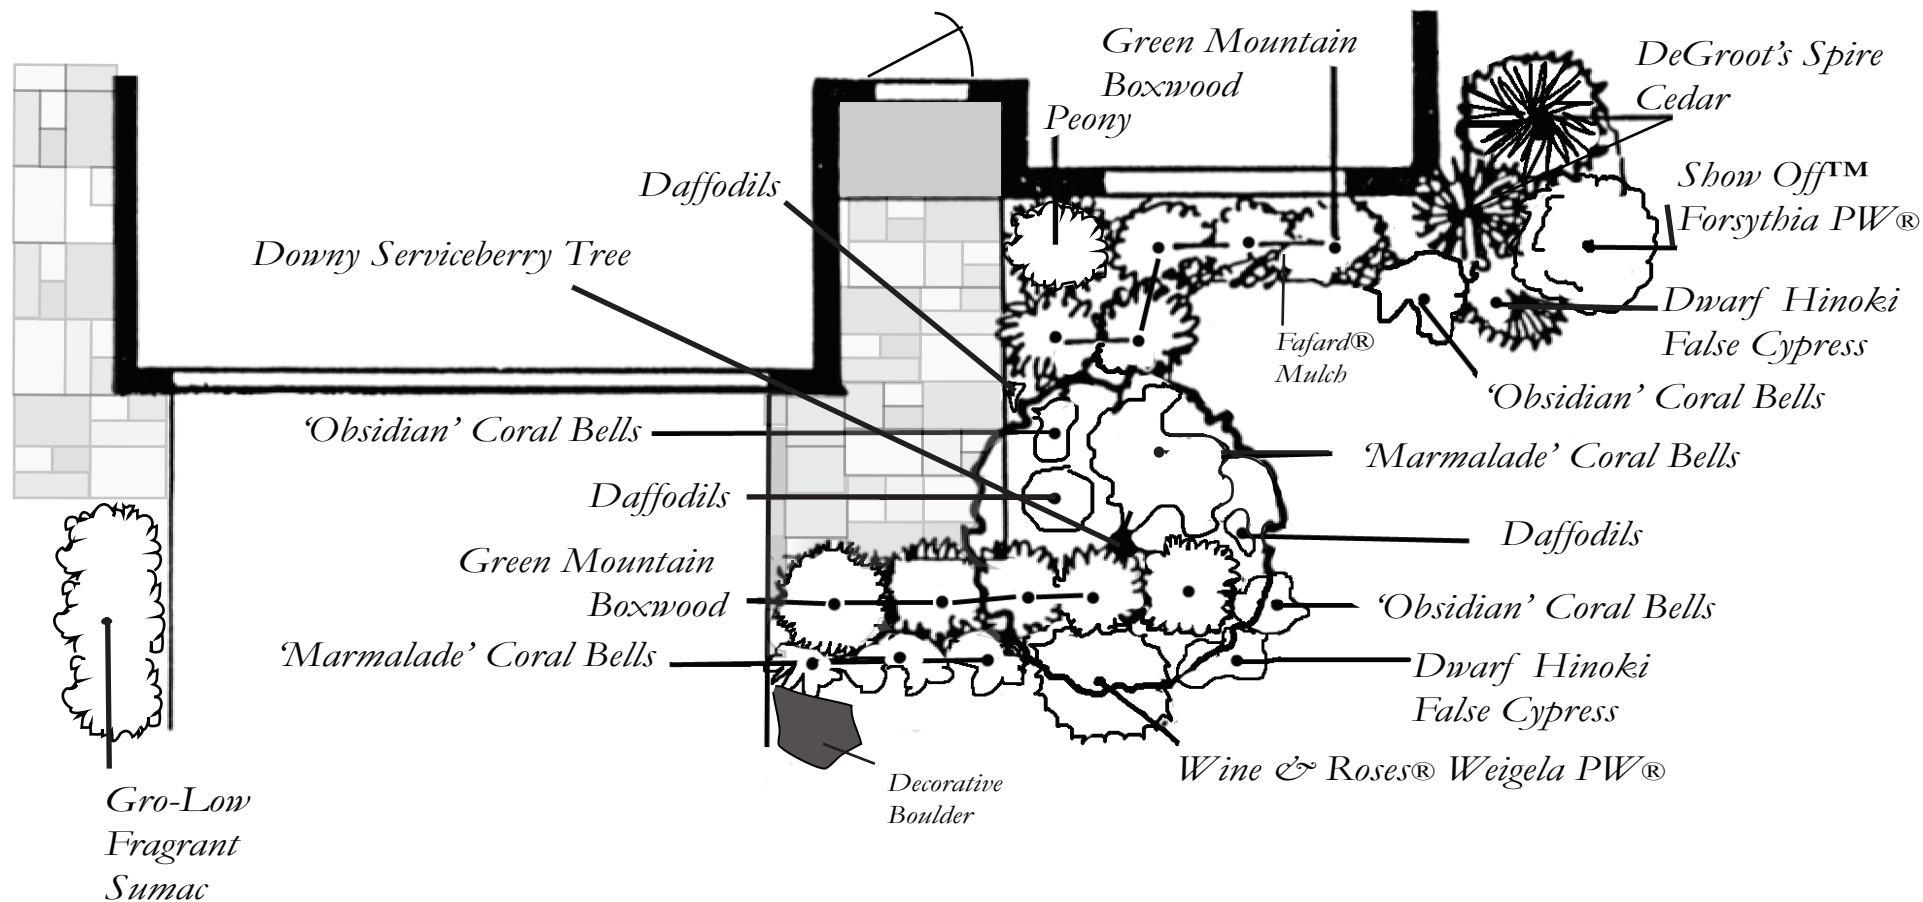 Green Mountain
Boxwood
DeGroot's Spire
Cedar
Peony
Daffodils
Show Off™
Forsythia PW®
Downy Serviceberry Tree
Dwarf Hinoki
False Cypress
Fafard®
Mulch
'Obsidian' Coral Bells
'Obsidian' Coral Bells
'Marmalade' Coral Bells
Daffodils
Daffodils
Green Mountain
Boxwood
'Obsidian' Coral Bells
'Marmalade' Coral Bells
Dwarf Hinoki
False Cypress
Wine & Roses® Weigela PW®
Decorative
Boulder
Gro-Low
Fragrant
Sumac